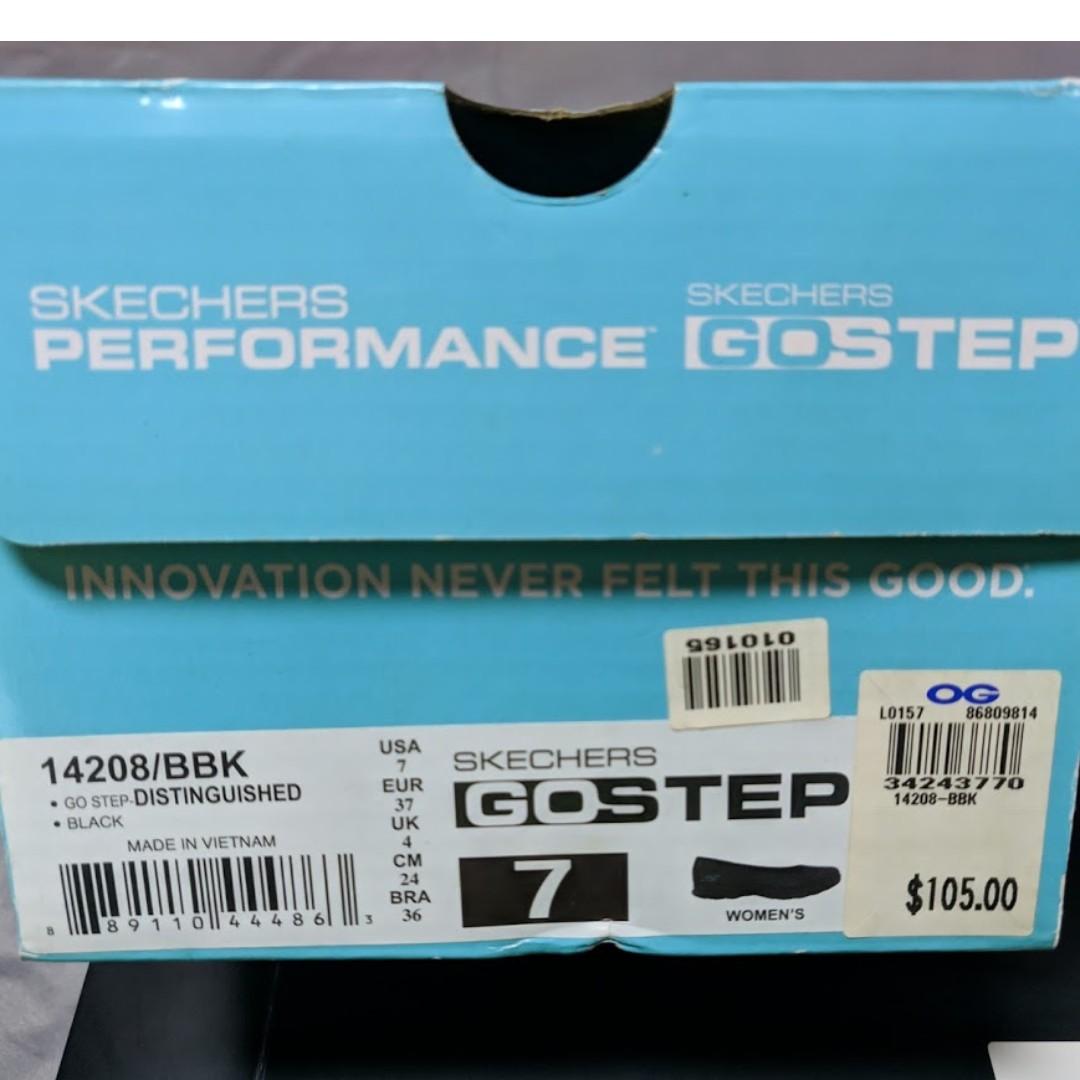 SKECHERS
PERFORMANCE™
SKECHERS
GOSTEP
INNOVATION NEVER FELT THIS GOOD.
010165
OG
L0157 86809814
34243770
14208-BBK
$105.00
14208/BBK
• GO STEP-DISTINGUISHED
• BLACK
MADE IN VIETNAM
8 89110 44486 3
USA
7
EUR
37
UK
4
CM
24
BRA
36
SKECHERS
GOSTEP
7
WOMEN'S